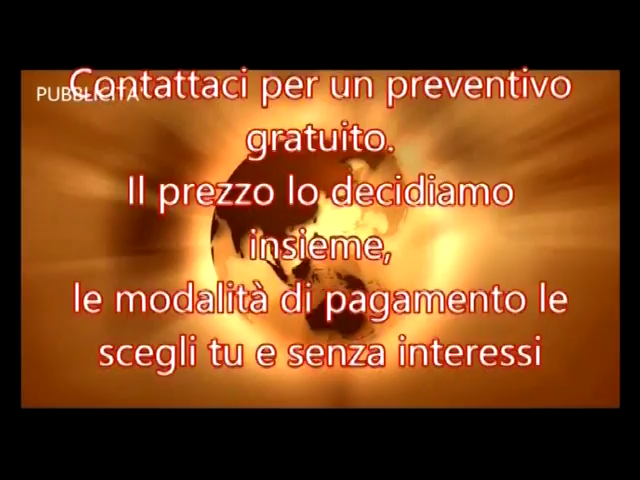 Contattaci per un preventivo
PUBBLICITA'
gratuito.
Il prezzo lo decidiamo
insieme,
le modalità di pagamento le
scegli tu e senza interessi